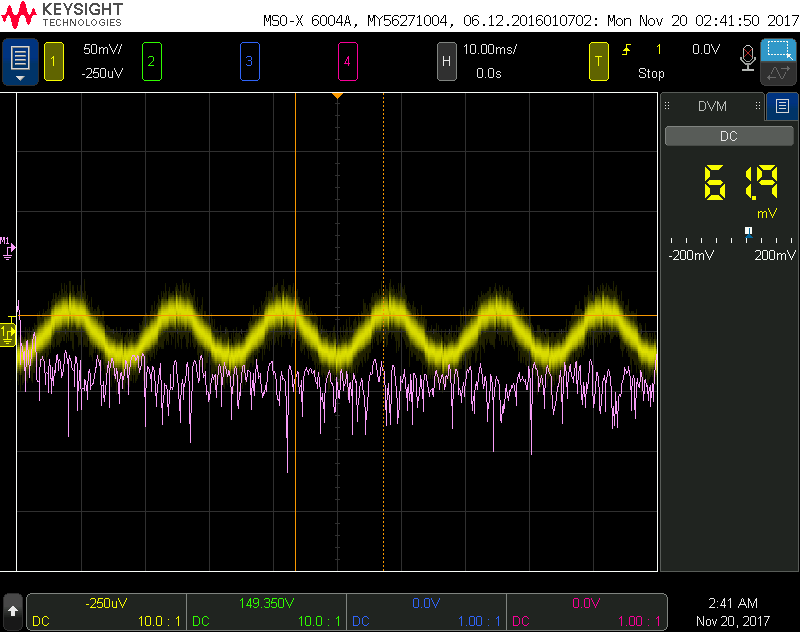 KEYSIGHT
TECHNOLOGIES
MSO-X 6004A, MY56271004, 06.12.2016010702: Mon Nov 20 02:41:50 2017
1 50mV/ 2 3 4 H 10.00ms/ T 1 0.0V
-250uV 0.0s Stop
DVM
DC
61.9
mV
-200mV 200mV
M1
T
1
-250uV 149.350V 0.0V 0.0V
DC 10.0 : 1 DC 10.0 : 1 DC 1.00 : 1 DC 1.00 : 1
2:41 AM
Nov 20, 2017